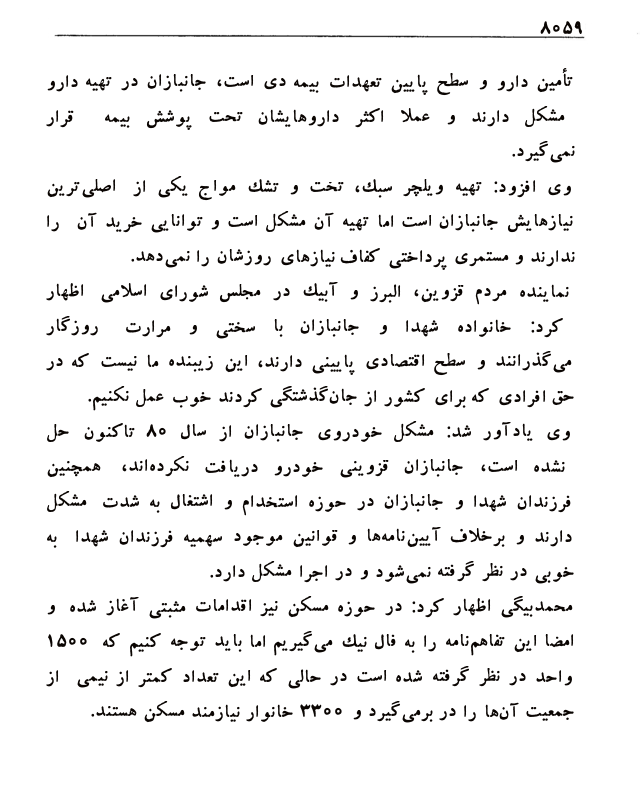 ۸۰۵۹
تأمین دارو و سطح پایین تعهدات بیمه دی است، جانبازان در تهیه دارو
مشکل دارند و عملا اکثر داروهایشان تحت پوشش بیمه قرار
نمی‌گیرد.
وی افزود: تهیه ویلچر سبك، تخت و تشك مواج یکی از اصلی‌ترین
نیازهایش جانبازان است اما تهیه آن مشکل است و توانایی خرید آن را
ندارند و مستمری پرداختی کفاف نیازهای روزشان را نمی‌دهد.
نماینده مردم قزوین، البرز و آبیك در مجلس شورای اسلامی اظهار
کرد: خانواده شهدا و جانبازان با سختی و مرارت روزگار
می‌گذرانند و سطح اقتصادی پایینی دارند، این زیبنده ما نیست که در
حق افرادی که برای کشور از جان‌گذشتگی کردند خوب عمل نکنیم.
وی یادآور شد: مشکل خودروی جانبازان از سال ۸۰ تاکنون حل
نشده است، جانبازان قزوینی خودرو دریافت نکرده‌اند، همچنین
فرزندان شهدا و جانبازان در حوزه استخدام و اشتغال به شدت مشکل
دارند و برخلاف آیین‌نامه‌ها و قوانین موجود سهمیه فرزندان شهدا به
خوبی در نظر گرفته نمی‌شود و در اجرا مشکل دارد.
محمدبیگی اظهار کرد: در حوزه مسکن نیز اقدامات مثبتی آغاز شده و
امضا این تفاهم‌نامه را به فال نیك می‌گیریم اما باید توجه کنیم که ۱۵۰۰
واحد در نظر گرفته شده است در حالی که این تعداد کمتر از نیمی از
جمعیت آن‌ها را در برمی‌گیرد و ۳۳۰۰ خانوار نیازمند مسکن هستند.